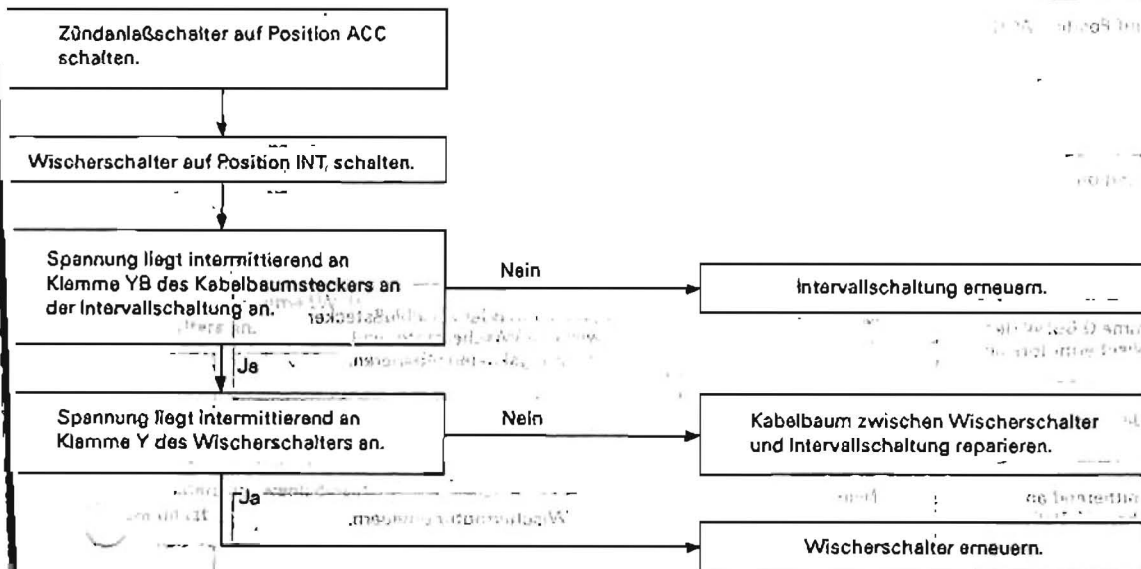 Zündanlaßschalter auf Position ACC
schalten.
Wischerschalter auf Position INT, schalten.
Spannung liegt intermittierend an
Klemme YB des Kabelbaumsteckers an
der Intervallschaltung an.
Nein
Intervallschaltung erneuern.
Ja
Spannung liegt intermittierend an
Klemme Y des Wischerschalters an.
Nein
Kabelbaum zwischen Wischerschalter
und Intervallschaltung reparieren.
Ja
Wischerschalter erneuern.